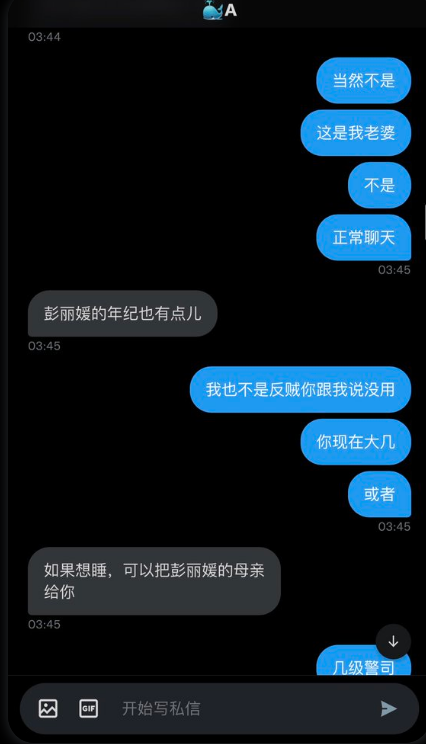 🐳A
03:44
当然不是
这是我老婆
不是
正常聊天
03:45
彭丽媛的年纪也有点儿
03:45
我也不是反贼你跟我说没用
你现在大几
或者
03:45
如果想睡，可以把彭丽媛的母亲
给你
03:45
几级警司
GIF
开始写私信